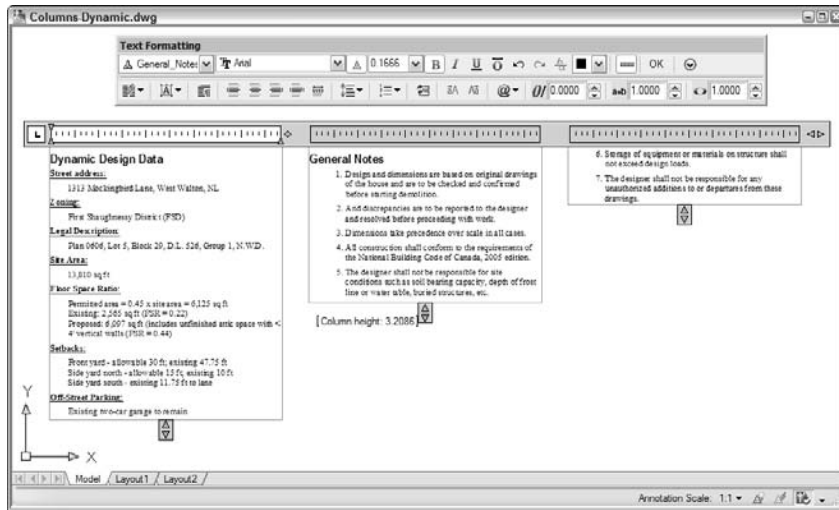 Columns-Dynamic.dwg
Text Formatting
General_Notes Arial 0.1666 B I U O OK
@ 0/ 0.0000 a•b 1.0000 1.0000
L
Dynamic Design Data
Street address:
1313 Mockingbird Lane, West Walton, NL
Zoning:
First Shaughnessy District (FSD)
Legal Description:
Plan 0606, Lot 5, Block 29, D.L. 526, Group 1, N.W.D.
Site Area:
13,810 sq ft
Floor Space Ratio:
Permitted area = 0.45 x site area = 6,125 sq ft
Existing: 2,565 sq ft (FSR = 0.22)
Proposed: 6,097 sq ft (includes unfinished attic space with <
4' vertical walls (FSR = 0.44)
Setbacks:
Front yard - allowable 30 ft; existing 47.75 ft
Side yard north - allowable 15 ft; existing 10 ft
Side yard south - existing 11.75 ft to lane
Off-Street Parking:
Existing two-car garage to remain
General Notes
1. Design and dimensions are based on original drawings
of the house and are to be checked and confirmed
before starting demolition.
2. And discrepancies are to be reported to the designer
and resolved before proceeding with work.
3. Dimensions take precedence over scale in all cases.
4. All construction shall conform to the requirements of
the National Building Code of Canada, 2005 edition.
5. The designer shall not be responsible for site
conditions such as soil bearing capacity, depth of frost
line or water table, buried structures, etc.
[Column height: 3.2086]
6. Storage of equipment or materials on structure shall
not exceed design loads.
7. The designer shall not be responsible for any
unauthorized additions to or departures from these
drawings.
Y
X
Model Layout1 Layout2
Annotation Scale: 1:1